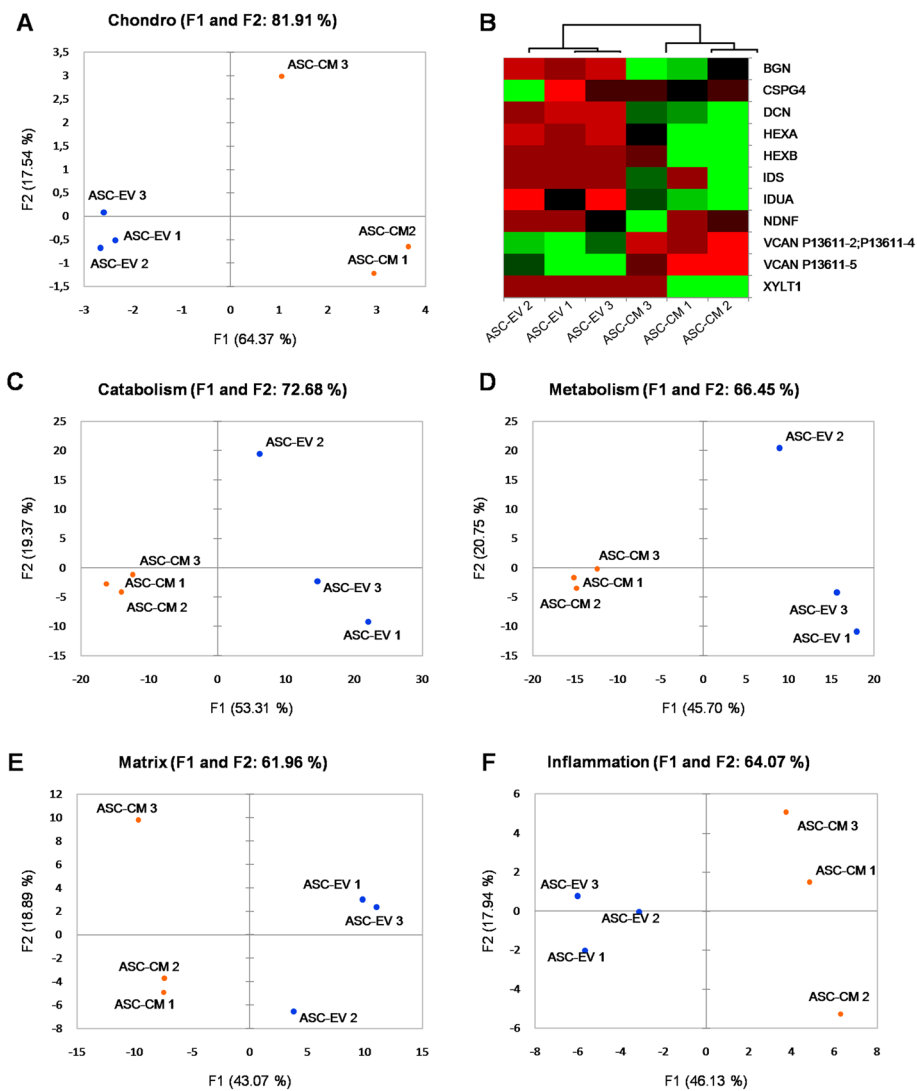 A
Chondro (F1 and F2: 81.91 %)
3,5
3
2,5
2
1,5
1
0,5
0
-0,5
-1
-1,5
F2 (17.54 %)
ASC-CM 3
ASC-EV 3
ASC-EV 1
ASC-EV 2
ASC-CM2
ASC-CM 1
-3 -2 -1 0 1 2 3 4
F1 (64.37 %)
B
BGN
CSPG4
DCN
HEXA
HEXB
IDS
IDUA
NDNF
VCAN P13611-2;P13611-4
VCAN P13611-5
XYLT1
ASC-EV 2
ASC-EV 1
ASC-EV 3
ASC-CM 3
ASC-CM 1
ASC-CM 2
C
Catabolism (F1 and F2: 72.68 %)
25
20
15
10
5
0
-5
-10
-15
F2 (19.37 %)
ASC-EV 2
ASC-CM 3
ASC-CM 1
ASC-CM 2
ASC-EV 3
ASC-EV 1
-20 -10 0 10 20 30
F1 (53.31 %)
D
Metabolism (F1 and F2: 66.45 %)
25
20
15
10
5
0
-5
-10
-15
F2 (20.75 %)
ASC-EV 2
ASC-CM 3
ASC-CM 1
ASC-CM 2
ASC-EV 3
ASC-EV 1
-20 -15 -10 -5 0 5 10 15 20
F1 (45.70 %)
E
Matrix (F1 and F2: 61.96 %)
12
10
8
6
4
2
0
-2
-4
-6
-8
F2 (18.89 %)
ASC-CM 3
ASC-EV 1
ASC-EV 3
ASC-CM 2
ASC-CM 1
ASC-EV 2
-15 -10 -5 0 5 10 15
F1 (43.07 %)
F
Inflammation (F1 and F2: 64.07 %)
6
4
2
0
-2
-4
-6
F2 (17.94 %)
ASC-CM 3
ASC-CM 1
ASC-EV 3
ASC-EV 2
ASC-EV 1
ASC-CM 2
-8 -6 -4 -2 0 2 4 6 8
F1 (46.13 %)